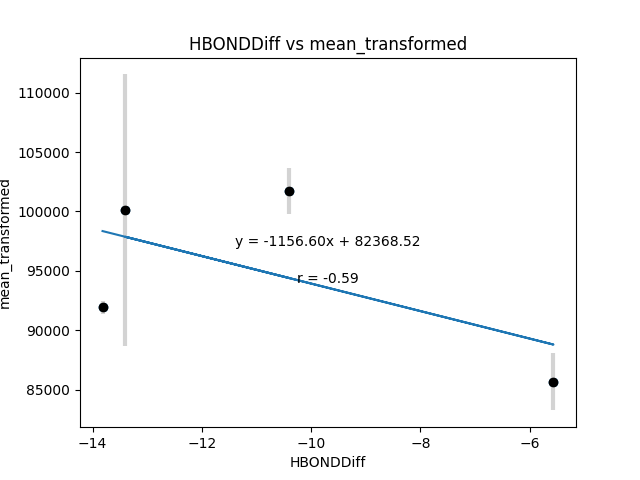 HBONDDiff vs mean_transformed
mean_transformed
110000
105000
100000
95000
90000
85000
y = -1156.60x + 82368.52
r = -0.59
−14
−12
−10
−8
−6
HBONDDiff